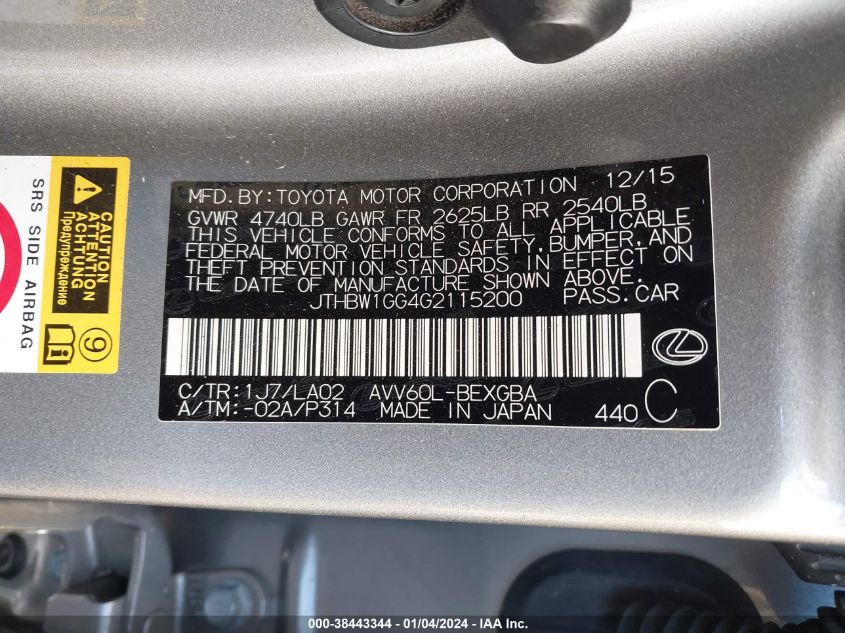 SRS SIDE AIRBAG
CAUTION
ATTENTION
ACHTUNG
Предупреждение
9
MFD. BY: TOYOTA MOTOR CORPORATION 12/15
GVWR 4740LB GAWR FR 2625LB RR 2540LB
THIS VEHICLE CONFORMS TO ALL APPLICABLE
FEDERAL MOTOR VEHICLE SAFETY, BUMPER, AND
THEFT PREVENTION STANDARDS IN EFFECT ON
THE DATE OF MANUFACTURE SHOWN ABOVE.
JTHBW1GG4G2115200 PASS. CAR
C/TR: 1J7/LA02 AVV60L-BEXGBA
A/TM: -02A/P314 MADE IN JAPAN 440 C
000-38443344 | 01/04/2024 - IAA Inc.